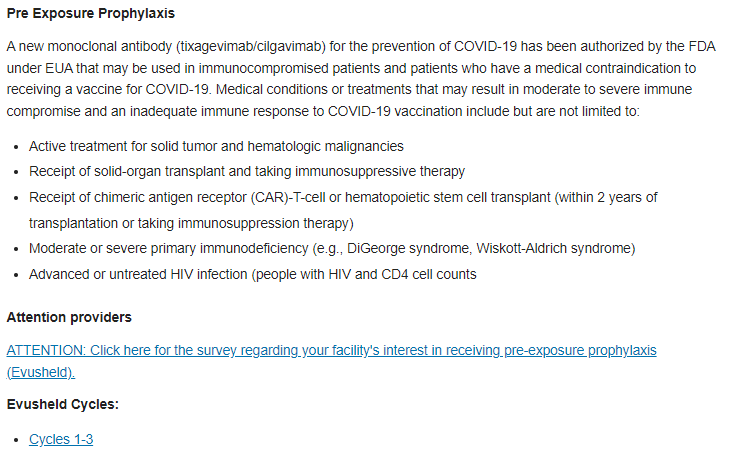 Pre Exposure Prophylaxis
A new monoclonal antibody (tixagevimab/cilgavimab) for the prevention of COVID-19 has been authorized by the FDA
under EUA that may be used in immunocompromised patients and patients who have a medical contraindication to
receiving a vaccine for COVID-19. Medical conditions or treatments that may result in moderate to severe immune
compromise and an inadequate immune response to COVID-19 vaccination include but are not limited to:
• Active treatment for solid tumor and hematologic malignancies
• Receipt of solid-organ transplant and taking immunosuppressive therapy
• Receipt of chimeric antigen receptor (CAR)-T-cell or hematopoietic stem cell transplant (within 2 years of
transplantation or taking immunosuppression therapy)
• Moderate or severe primary immunodeficiency (e.g., DiGeorge syndrome, Wiskott-Aldrich syndrome)
• Advanced or untreated HIV infection (people with HIV and CD4 cell counts
Attention providers
ATTENTION: Click here for the survey regarding your facility's interest in receiving pre-exposure prophylaxis
(Evusheld).
Evusheld Cycles:
• Cycles 1-3